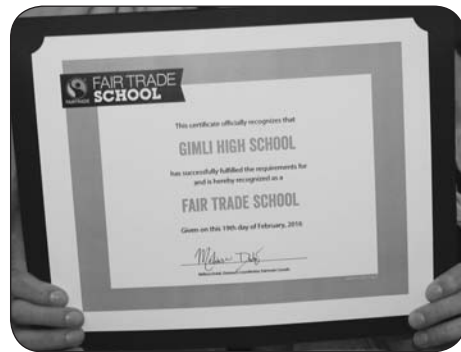 FAIR TRADE
SCHOOL
FAIRTRADE
This certificate officially recognizes that
GIMLI HIGH SCHOOL
has successfully fulfilled the requirements for
and is hereby recognized as a
FAIR TRADE SCHOOL
Given on this 19th day of February, 2016